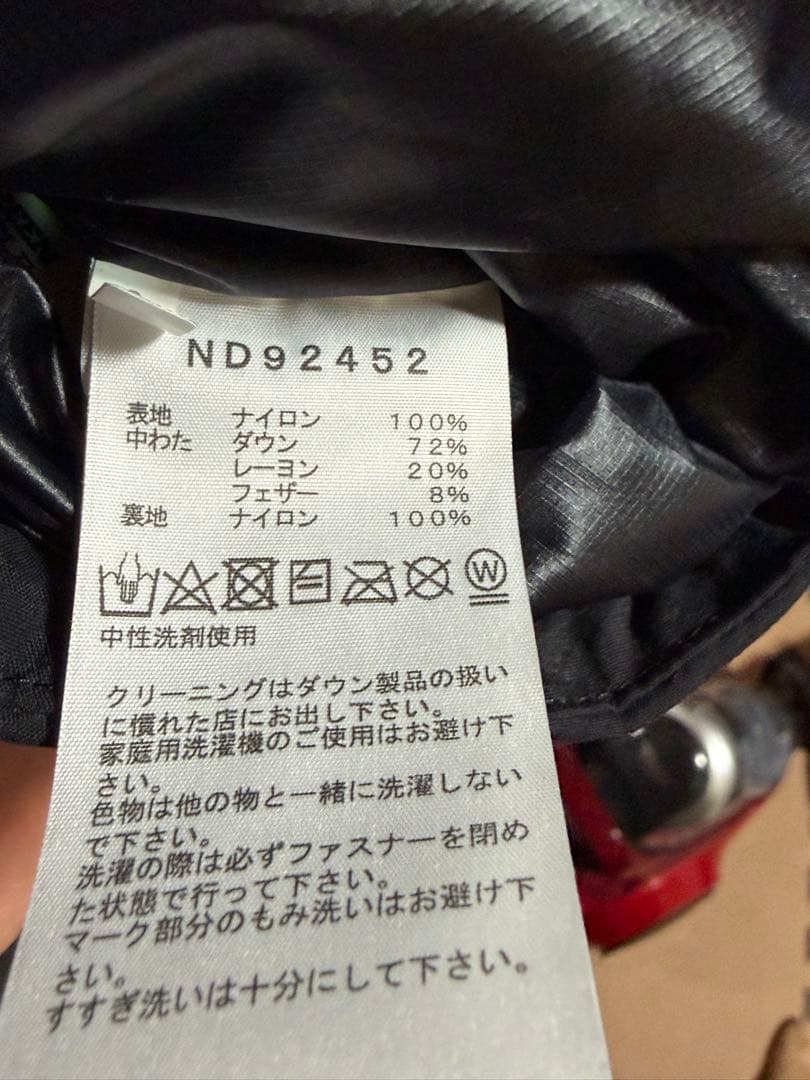 ND92452
表地 ナイロン 100%
中わた ダウン 72%
レーヨン 20%
フェザー 8%
裏地 ナイロン 100%
W
中性洗剤使用
クリーニングはダウン製品の扱い
に慣れた店にお出し下さい。
家庭用洗濯機のご使用はお避け下
さい。
色物は他の物と一緒に洗濯しない
で下さい。
洗濯の際は必ずファスナーを閉め
た状態で行って下さい。
マーク部分のもみ洗いはお避け下
さい。
すすぎ洗いは十分にして下さい。